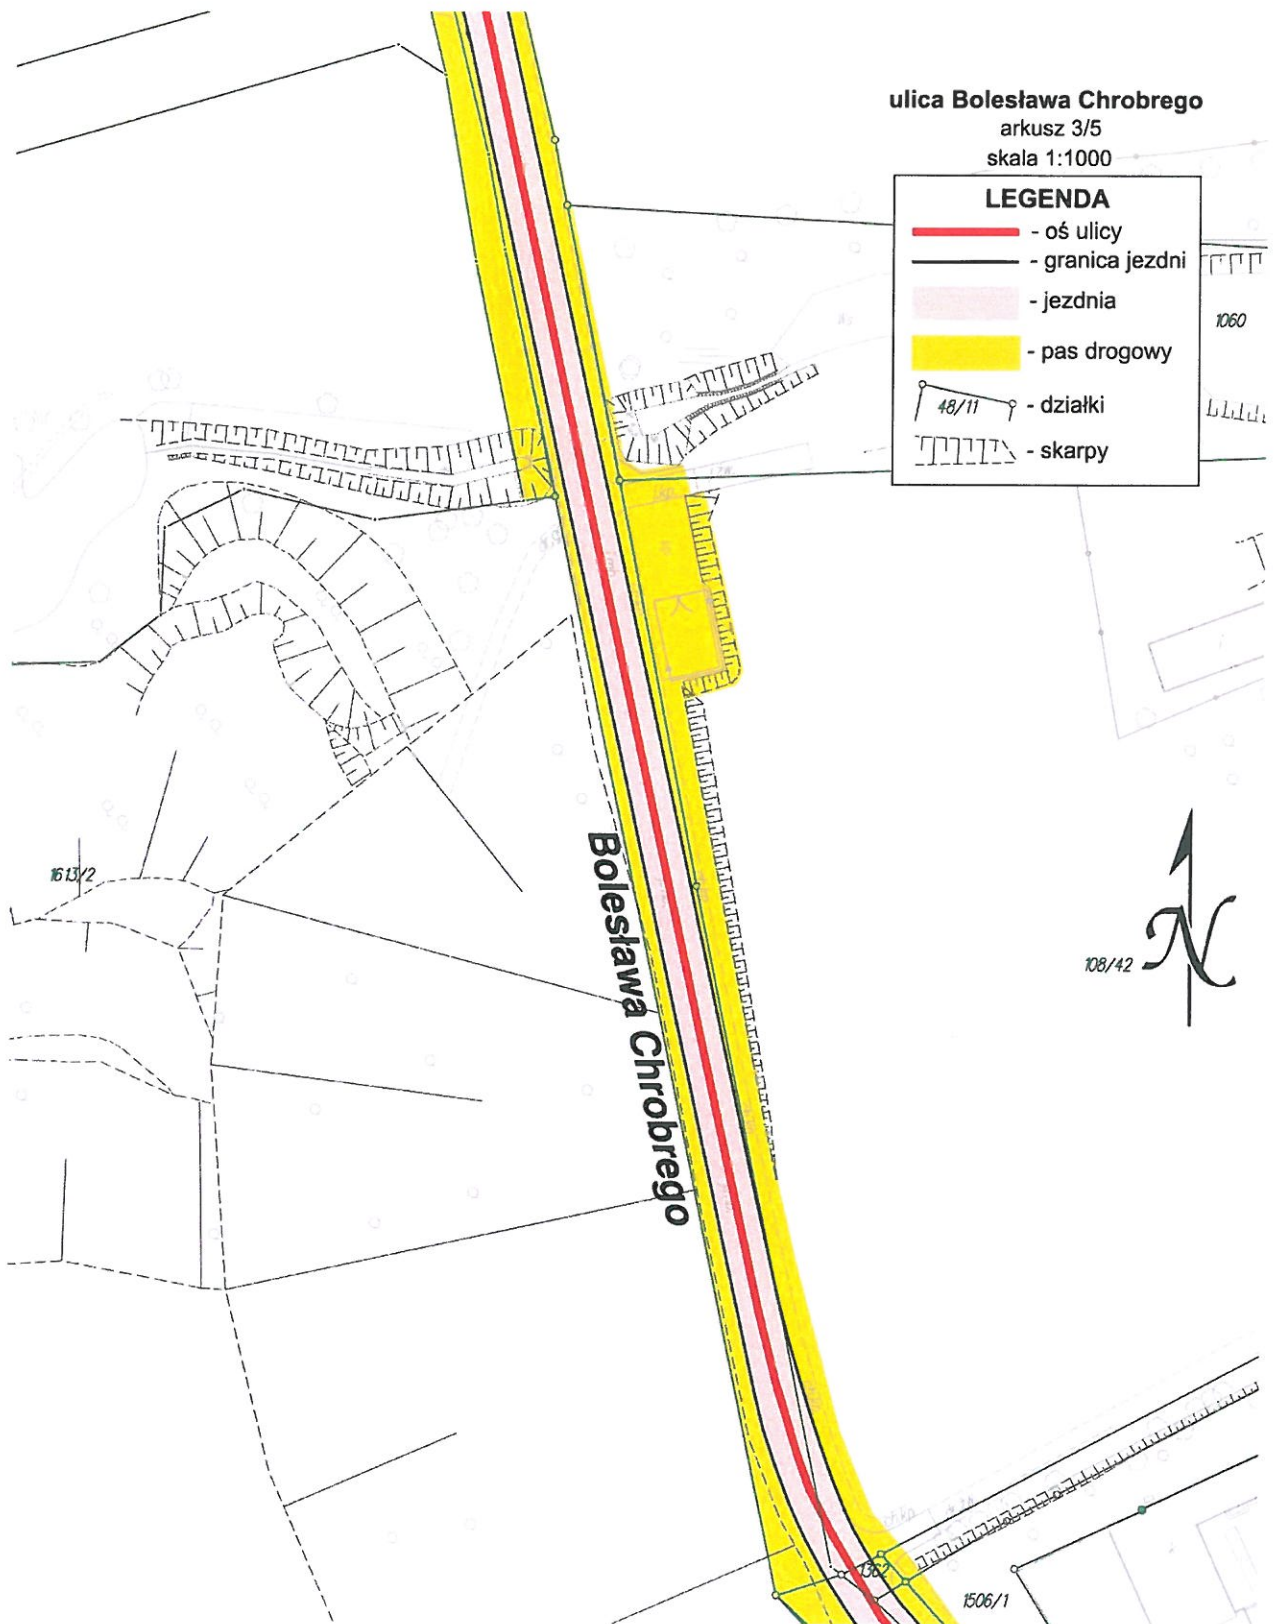 ulica Bolesława Chrobrego
arkusz 3/5
skala 1:1000
LEGENDA
- oś ulicy
- granica jezdni
- jezdnia
- pas drogowy
48/11 - działki
- skarpy
1060
1613/2
Bolesława Chrobrego
108/42
N
1362
1506/1